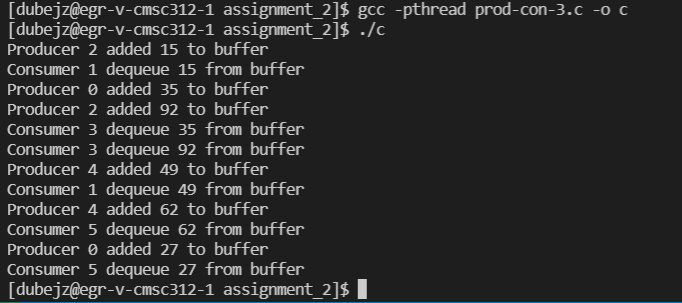 [dubejz@egr-v-cmsc312-1 assignment_2]$ gcc -pthread prod-con-3.c -o c
[dubejz@egr-v-cmsc312-1 assignment_2]$ ./c
Producer 2 added 15 to buffer
Consumer 1 dequeue 15 from buffer
Producer 0 added 35 to buffer
Producer 2 added 92 to buffer
Consumer 3 dequeue 35 from buffer
Consumer 3 dequeue 92 from buffer
Producer 4 added 49 to buffer
Consumer 1 dequeue 49 from buffer
Producer 4 added 62 to buffer
Consumer 5 dequeue 62 from buffer
Producer 0 added 27 to buffer
Consumer 5 dequeue 27 from buffer
[dubejz@egr-v-cmsc312-1 assignment_2]$